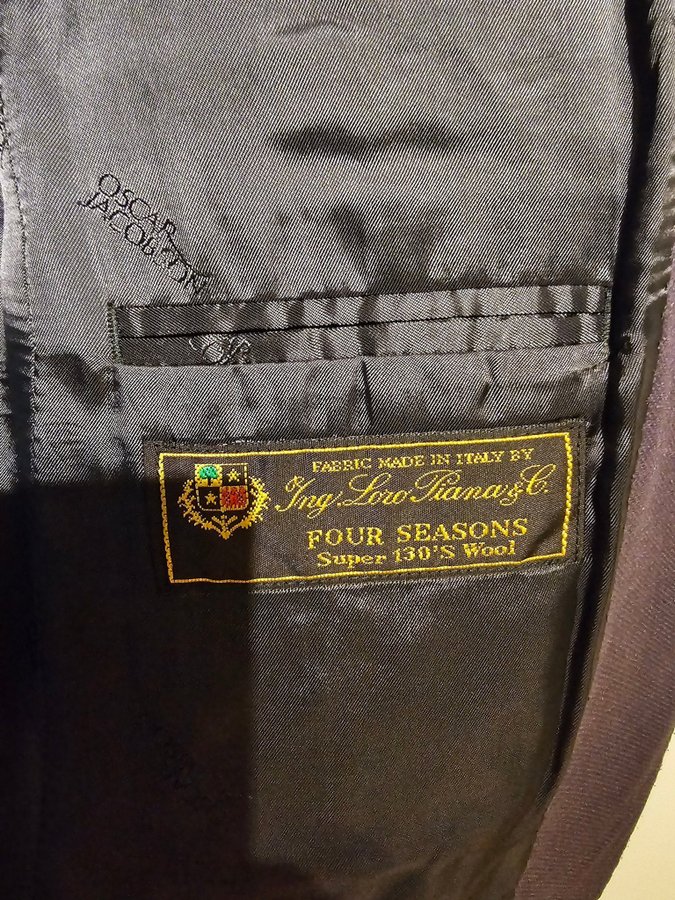 OSCAR
JACOBSON
FABRIC MADE IN ITALY BY
Ing. Loro Piana & C.
FOUR SEASONS
Super 130'S Wool